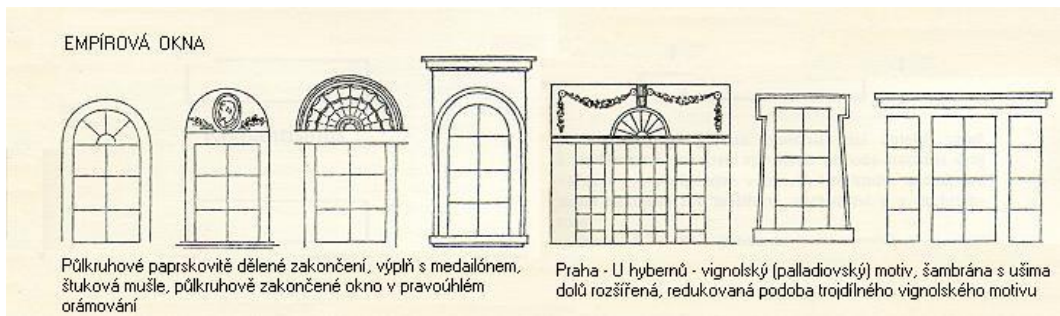 EMPÍROVÁ OKNA
Půlkruhové paprskovitě dělené zakončení, výplň s medailónem,
štuková mušle, půlkruhově zakončené okno v pravoúhlém
orámování
Praha - U hybernů - vignolský (palladiovský) motiv, šambrána s ušima
dolů rozšířená, redukovaná podoba trojdílného vignolského motivu